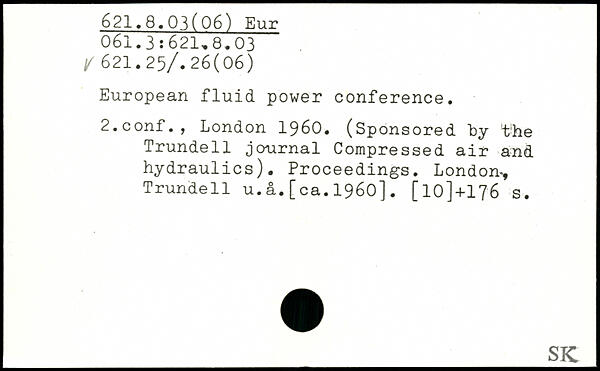 621.8.03(06) Eur
061.3:621.8.03
√ 621.25/.26(06)
European fluid power conference.
2.conf., London 1960. (Sponsored by the
Trundell journal Compressed air and
hydraulics). Proceedings. London,
Trundell u.å.[ca.1960]. [10]+176 s.
SK